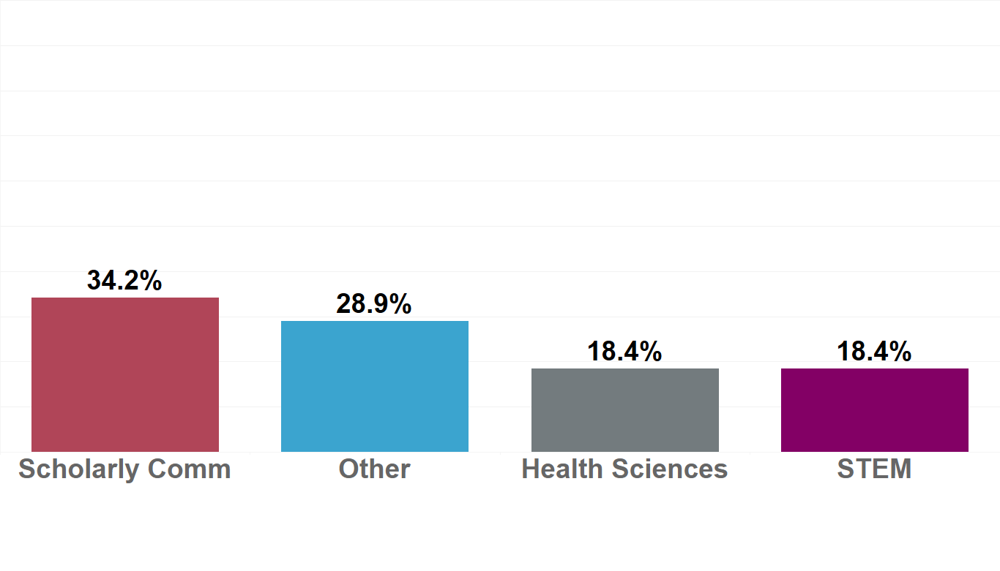 34.2%
28.9%
18.4%
18.4%
Scholarly Comm
Other
Health Sciences
STEM